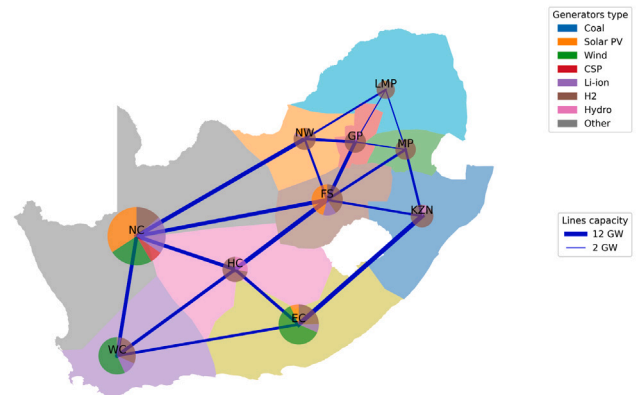 Generators type
Coal
Solar PV
Wind
CSP
Li-ion
H2
Hydro
Other
LMP
NW
GP
MP
FS
KZN
NC
HC
EC
WC
Lines capacity
12 GW
2 GW